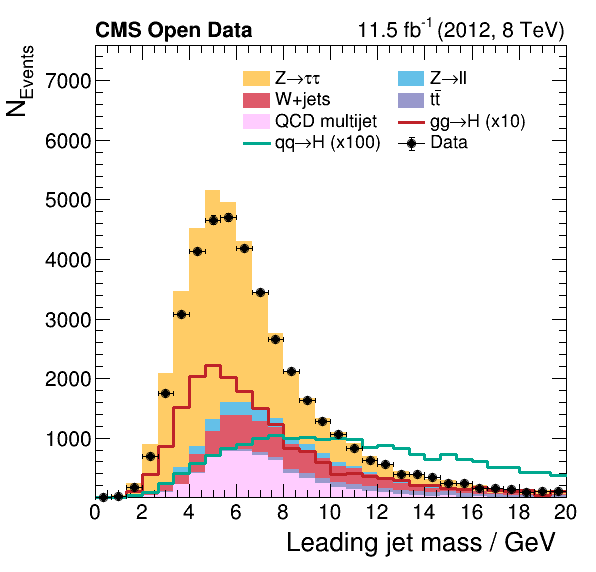 CMS Open Data 11.5 fb⁻¹ (2012, 8 TeV)
N_Events
7000
6000
5000
4000
3000
2000
1000
Z→ττ Z→ll
W+jets tt̄
QCD multijet gg→H (x10)
qq→H (x100) Data
0 2 4 6 8 10 12 14 16 18 20
Leading jet mass / GeV